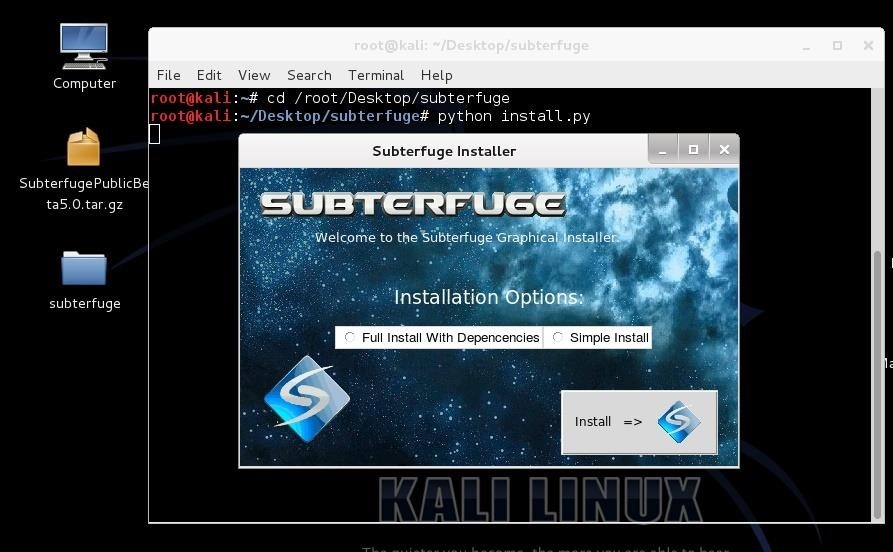 root@kali: ~/Desktop/subterfuge
File Edit View Search Terminal Help
root@kali:~# cd /root/Desktop/subterfuge
root@kali:~/Desktop/subterfuge# python install.py
Computer
SubterfugePublicBe
ta5.0.tar.gz
subterfuge
Subterfuge Installer
SUBTERFUGE
Welcome to the Subterfuge Graphical Installer.
Installation Options:
Full Install With Depencencies
Simple Install
Install =>
KALI LINUX
The quieter you become, the more you are able to hear